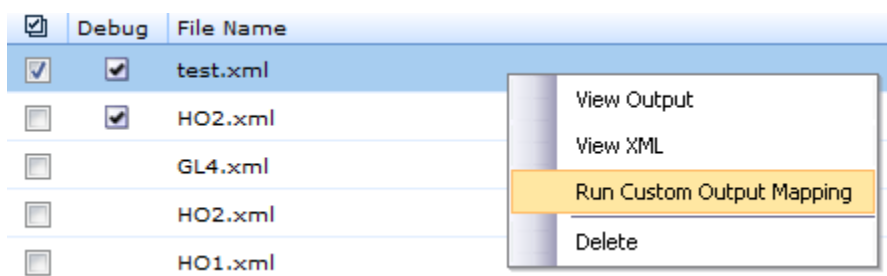 Debug File Name
test.xml
HO2.xml
GL4.xml
HO2.xml
HO1.xml
View Output
View XML
Run Custom Output Mapping
Delete